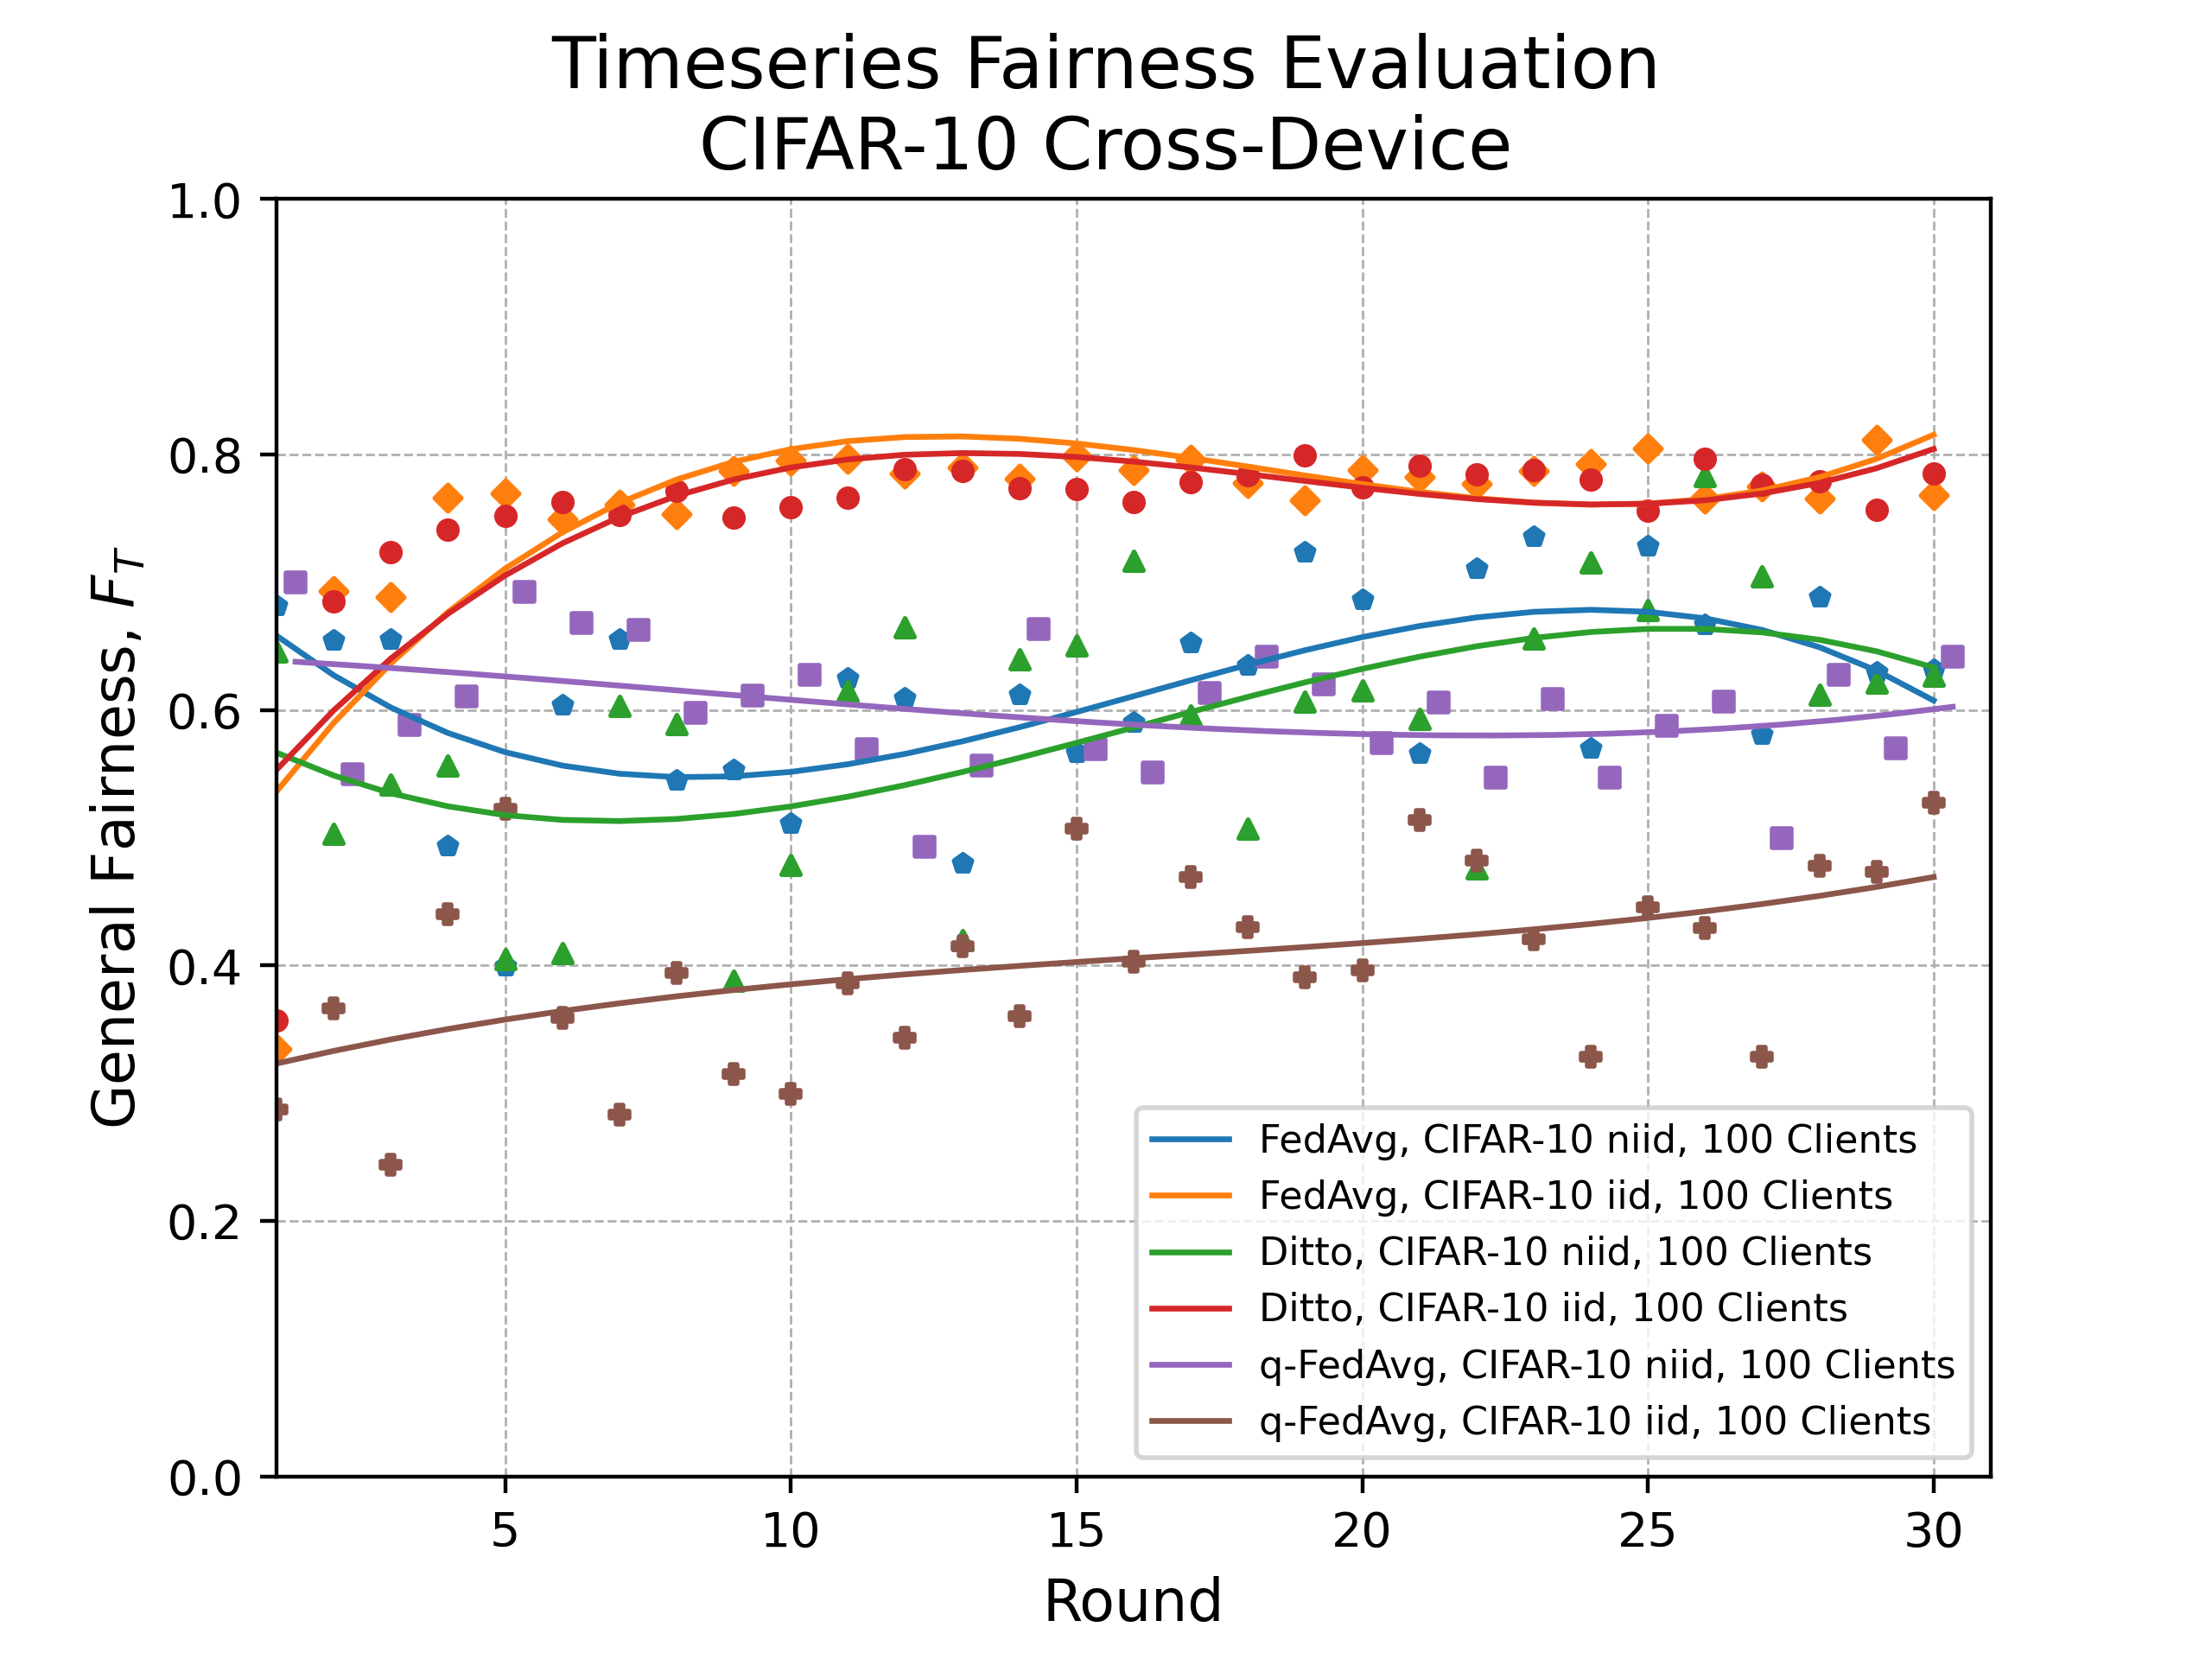 Timeseries Fairness Evaluation
CIFAR-10 Cross-Device
General Fairness, F_T
1.0
0.8
0.6
0.4
0.2
0.0
5 10 15 20 25 30
Round
FedAvg, CIFAR-10 niid, 100 Clients
FedAvg, CIFAR-10 iid, 100 Clients
Ditto, CIFAR-10 niid, 100 Clients
Ditto, CIFAR-10 iid, 100 Clients
q-FedAvg, CIFAR-10 niid, 100 Clients
q-FedAvg, CIFAR-10 iid, 100 Clients